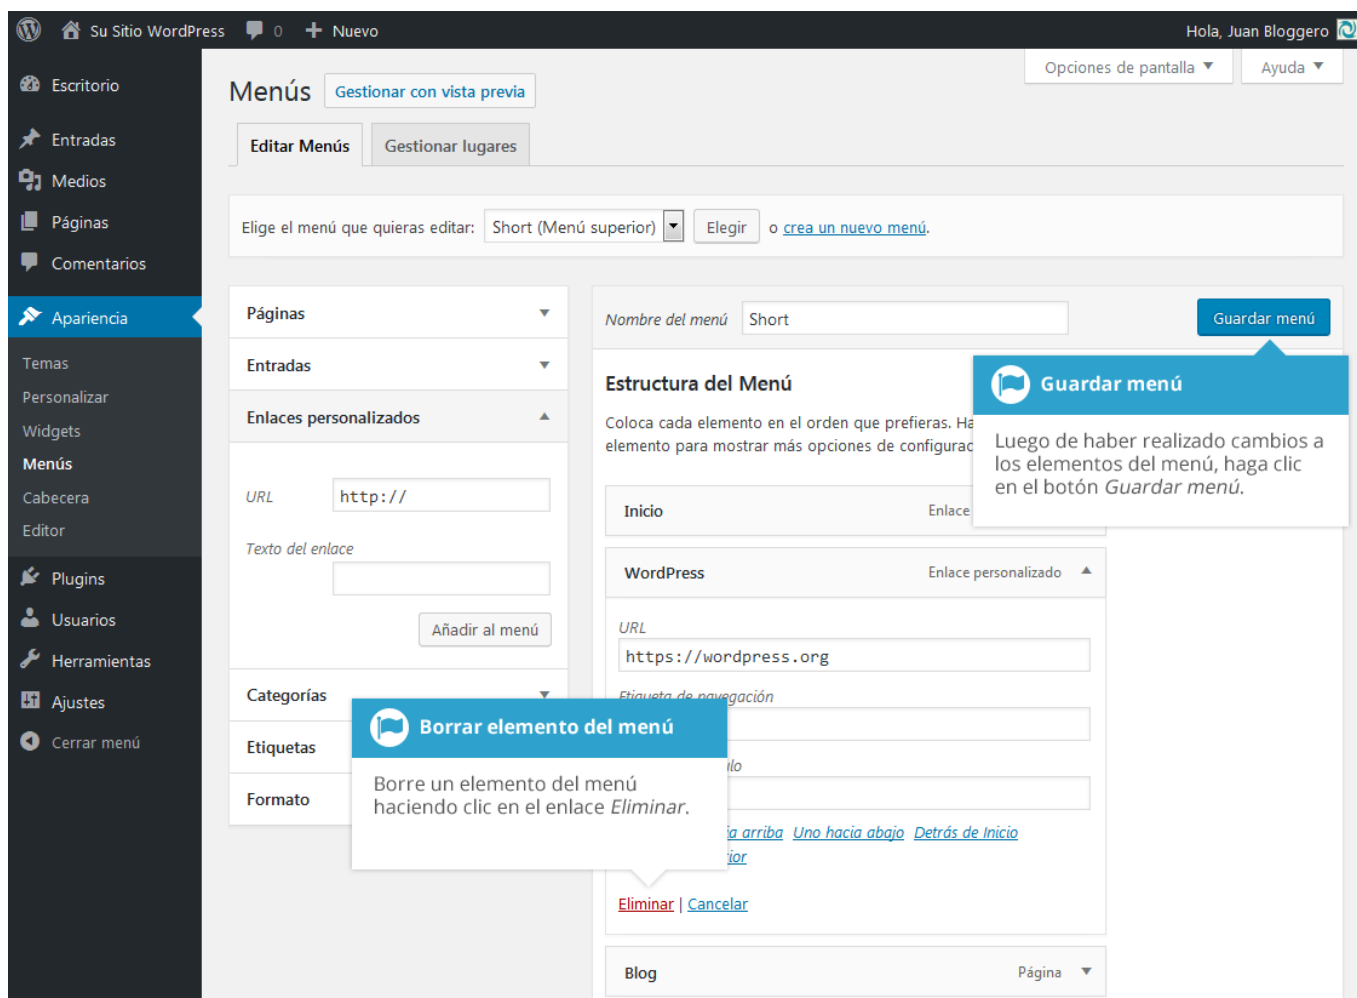 Su Sitio WordPress 0 Nuevo Hola, Juan Bloggero
Opciones de pantalla Ayuda
Escritorio
Entradas
Medios
Páginas
Comentarios
Apariencia
Temas
Personalizar
Widgets
Menús
Cabecera
Editor
Plugins
Usuarios
Herramientas
Ajustes
Cerrar menú
Menús Gestionar con vista previa
Editar Menús Gestionar lugares
Elige el menú que quieras editar: Short (Menú superior) Elegir o crea un nuevo menú.
Páginas
Entradas
Enlaces personalizados
URL http://
Texto del enlace
Añadir al menú
Categorías
Etiquetas
Formato
Nombre del menú Short Guardar menú
Estructura del Menú
Coloca cada elemento en el orden que prefieras.
elemento para mostrar más opciones de
Inicio Enlace
WordPress Enlace personalizado
URL
https://wordpress.org
Etiqueta de navegación
arriba Uno hacia abajo Detrás de Inicio
Eliminar | Cancelar
Blog Página
Guardar menú
Luego de haber realizado cambios a
los elementos del menú, haga clic
en el botón Guardar menú.
Borrar elemento del menú
Borre un elemento del menú
haciendo clic en el enlace Eliminar.